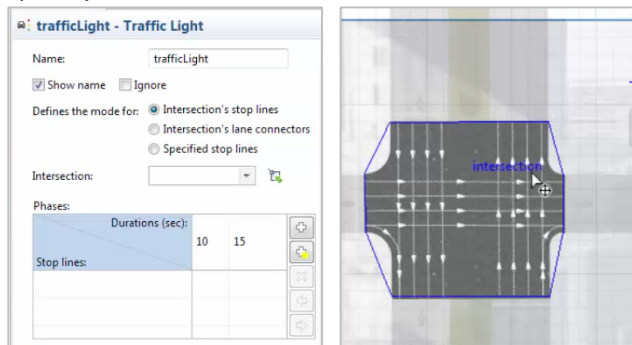 trafficLight - Traffic Light
Name: trafficLight
Show name Ignore
Defines the mode for: Intersection's stop lines
Intersection's lane connectors
Specified stop lines
Intersection:
Phases:
Durations (sec): 10 15
Stop lines:
intersection